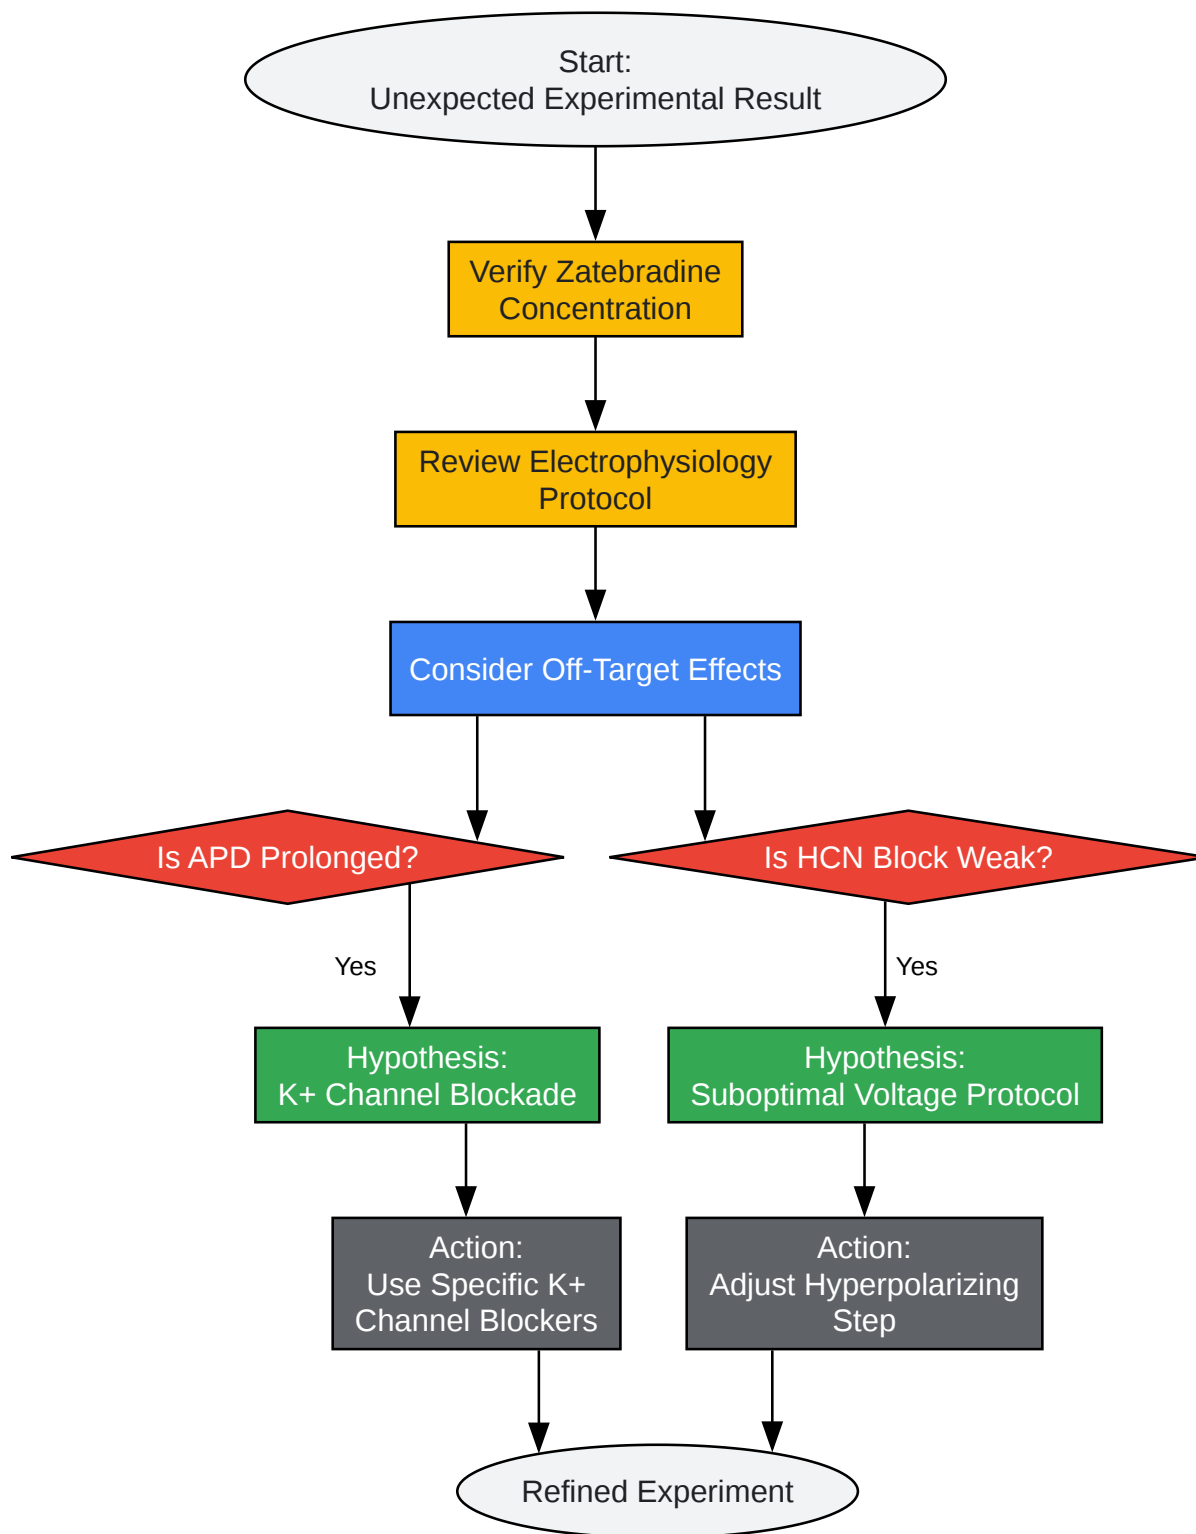 Start:
Unexpected Experimental Result
Verify Zatebradine
Concentration
Review Electrophysiology
Protocol
Consider Off-Target Effects
Is APD Prolonged?
Is HCN Block Weak?
Yes
Yes
Hypothesis:
K+ Channel Blockade
Hypothesis:
Suboptimal Voltage Protocol
Action:
Use Specific K+
Channel Blockers
Action:
Adjust Hyperpolarizing
Step
Refined Experiment